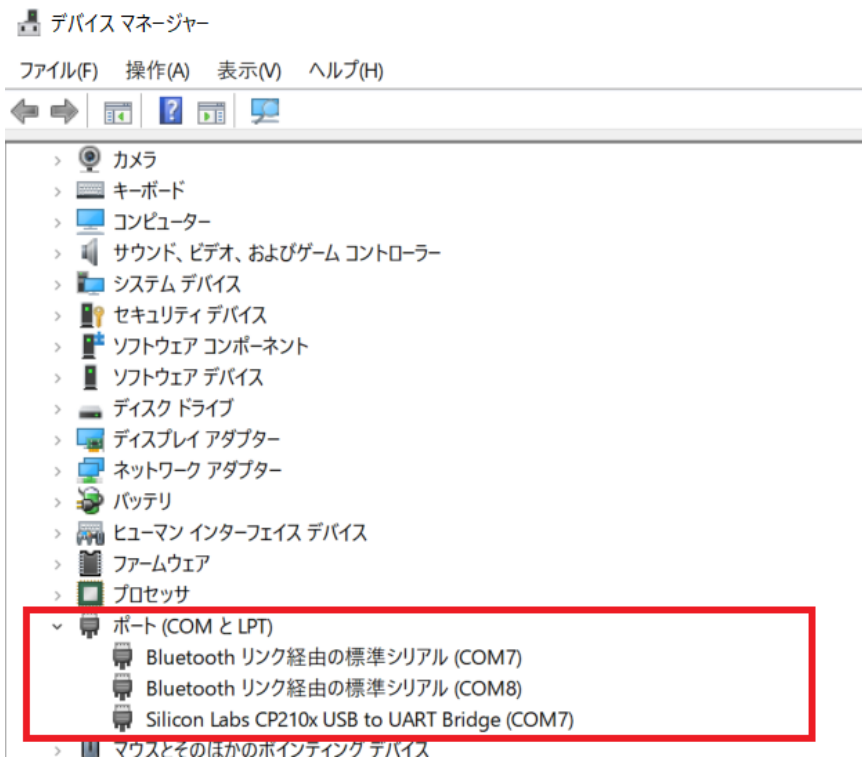 デバイス マネージャー
ファイル(F) 操作(A) 表示(V) ヘルプ(H)
カメラ
キーボード
コンピューター
サウンド、ビデオ、およびゲーム コントローラー
システム デバイス
セキュリティ デバイス
ソフトウェア コンポーネント
ソフトウェア デバイス
ディスク ドライブ
ディスプレイ アダプター
ネットワーク アダプター
バッテリ
ヒューマン インターフェイス デバイス
ファームウェア
プロセッサ
ポート (COM と LPT)
Bluetooth リンク経由の標準シリアル (COM7)
Bluetooth リンク経由の標準シリアル (COM8)
Silicon Labs CP210x USB to UART Bridge (COM7)
マウスとそのほかのポインティング デバイス